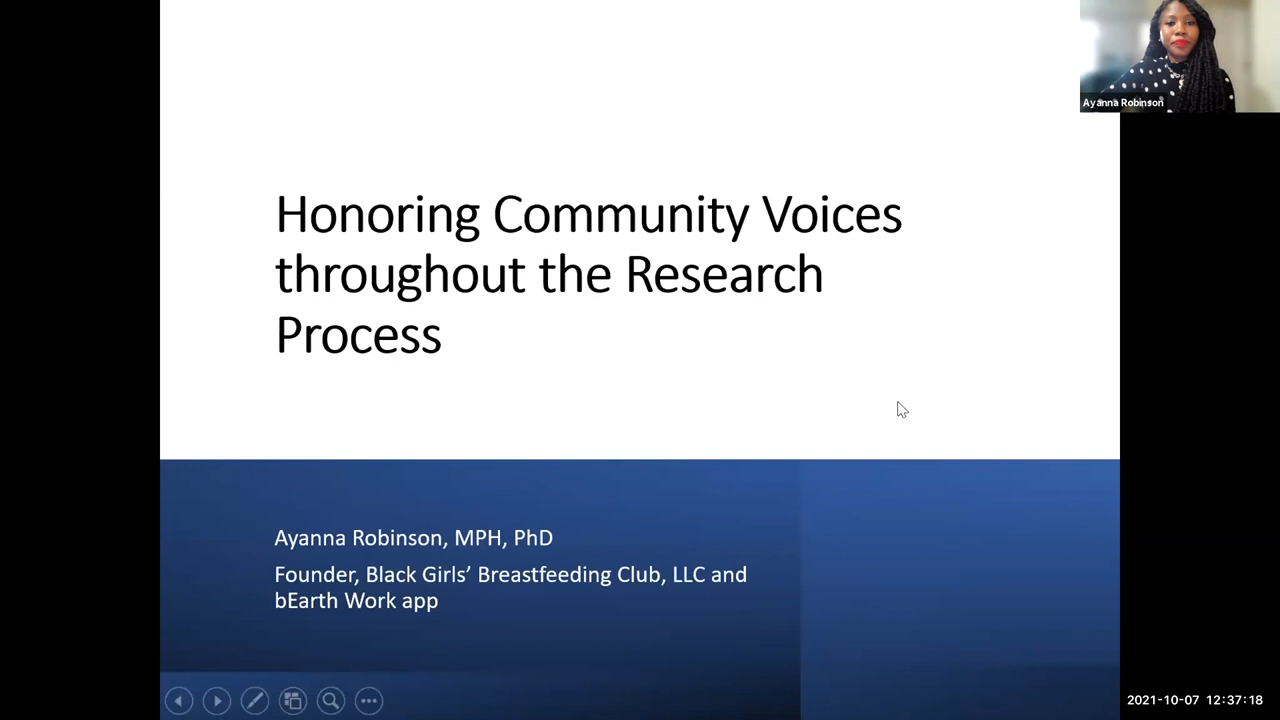 Ayanna Robinson
Honoring Community Voices
throughout the Research
Process
Ayanna Robinson, MPH, PhD
Founder, Black Girls’ Breastfeeding Club, LLC and
bEarth Work app
2021-10-07 12:37:18